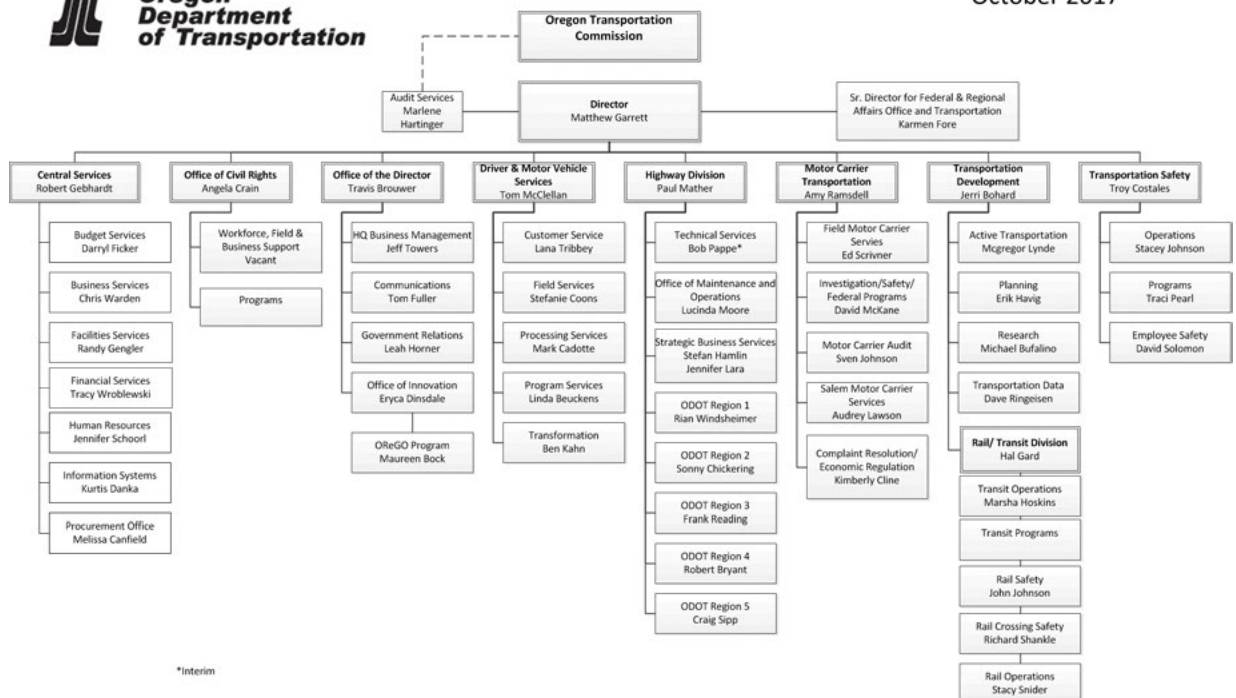 Oregon
Department
of Transportation
October 2017
Oregon Transportation
Commission
Audit Services
Marlene
Hartinger
Director
Matthew Garrett
Sr. Director for Federal & Regional
Affairs Office and Transportation
Karmen Fore
Central Services
Robert Gebhardt
Budget Services
Darryl Ficker
Business Services
Chris Warden
Facilities Services
Randy Gengler
Financial Services
Tracy Wroblewski
Human Resources
Jennifer Schoorl
Information Systems
Kurtis Danka
Procurement Office
Melissa Canfield
Office of Civil Rights
Angela Crain
Workforce, Field &
Business Support
Vacant
Programs
Office of the Director
Travis Brouwer
HQ Business Management
Jeff Towers
Communications
Tom Fuller
Government Relations
Leah Horner
Office of Innovation
Eryca Dinsdale
OReGO Program
Maureen Bock
Driver & Motor Vehicle
Services
Tom McClellan
Customer Service
Lana Tribbey
Field Services
Stefanie Coons
Processing Services
Mark Cadotte
Program Services
Linda Beuckens
Transformation
Ben Kahn
Highway Division
Paul Mather
Technical Services
Bob Pappe*
Office of Maintenance and
Operations
Lucinda Moore
Strategic Business Services
Stefan Hamlin
Jennifer Lara
ODOT Region 1
Rian Windsheimer
ODOT Region 2
Sonny Chickering
ODOT Region 3
Frank Reading
ODOT Region 4
Robert Bryant
ODOT Region 5
Craig Sipp
Motor Carrier
Transportation
Amy Ramsdell
Field Motor Carrier
Servies
Ed Scrivner
Investigation/Safety/
Federal Programs
David McKane
Motor Carrier Audit
Sven Johnson
Salem Motor Carrier
Services
Audrey Lawson
Complaint Resolution/
Economic Regulation
Kimberly Cline
Transportation
Development
Jerri Bohard
Active Transportation
Mcgregor Lynde
Planning
Erik Havig
Research
Michael Bufalino
Transportation Data
Dave Ringeisen
Rail/ Transit Division
Hal Gard
Transit Operations
Marsha Hoskins
Transit Programs
Rail Safety
John Johnson
Rail Crossing Safety
Richard Shankle
Rail Operations
Stacy Snider
Transportation Safety
Troy Costales
Operations
Stacey Johnson
Programs
Traci Pearl
Employee Safety
David Solomon
*Interim